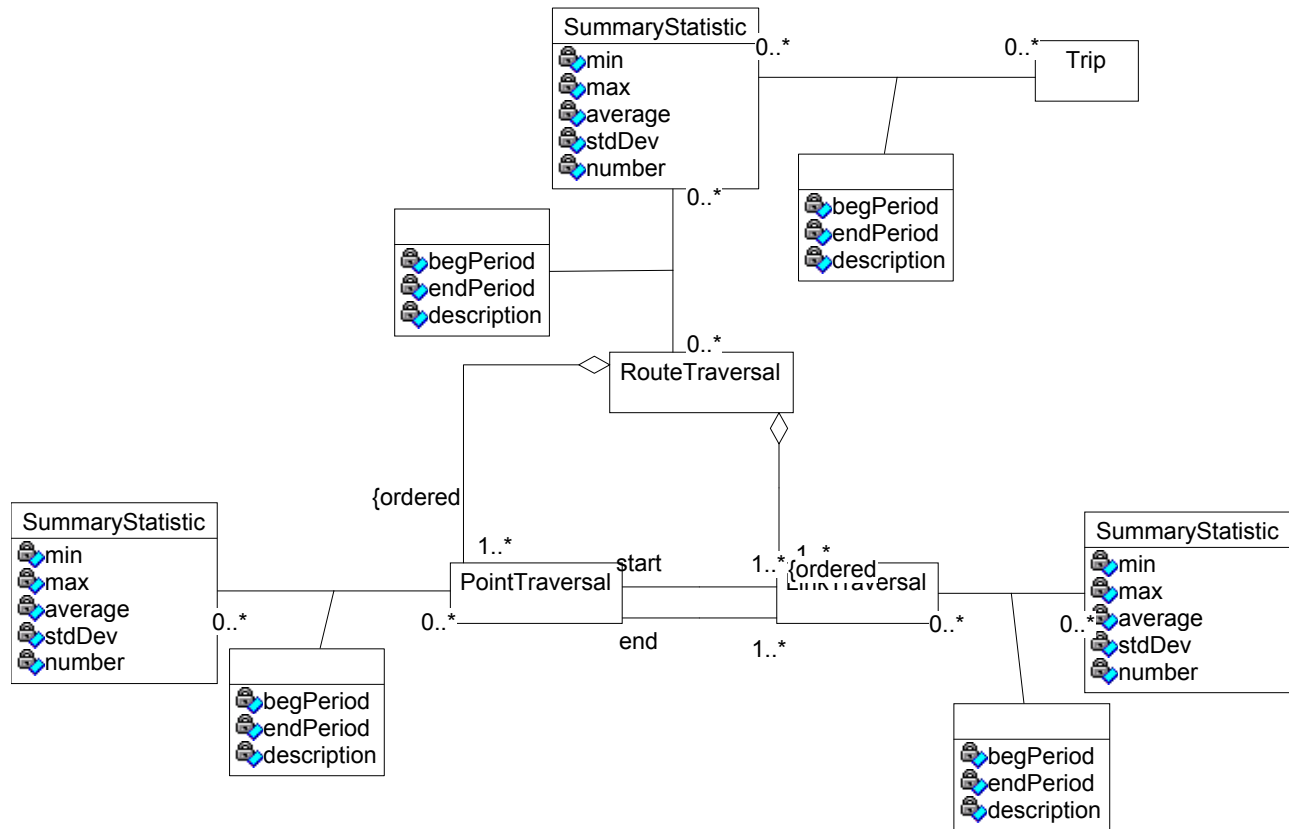 SummaryStatistic
min
max
average
stdDev
number
0..*
0..*
Trip
begPeriod
endPeriod
description
0..*
begPeriod
endPeriod
description
0..*
RouteTraversal
{ordered
1..*
SummaryStatistic
min
max
average
stdDev
number
0..*
0..*
PointTraversal
start
end
1..*
1..*
1..*
{ordered
LinkTraversal
0..*
0..*
SummaryStatistic
min
max
average
stdDev
number
begPeriod
endPeriod
description
begPeriod
endPeriod
description